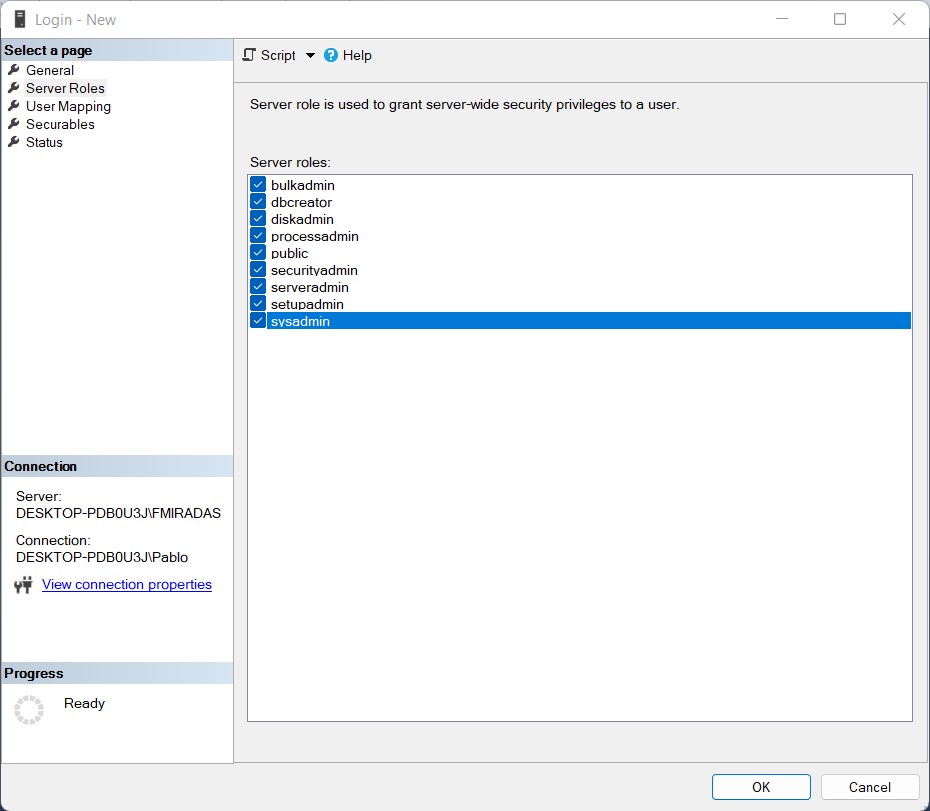 Login - New
Select a page
General
Server Roles
User Mapping
Securables
Status
Script
Help
Server role is used to grant server-wide security privileges to a user.
Server roles:
bulkadmin
dbcreator
diskadmin
processadmin
public
securityadmin
serveradmin
setupadmin
sysadmin
Connection
Server:
DESKTOP-PDB0U3J\FMIRADAS
Connection:
DESKTOP-PDB0U3J\Pablo
View connection properties
Progress
Ready
OK
Cancel